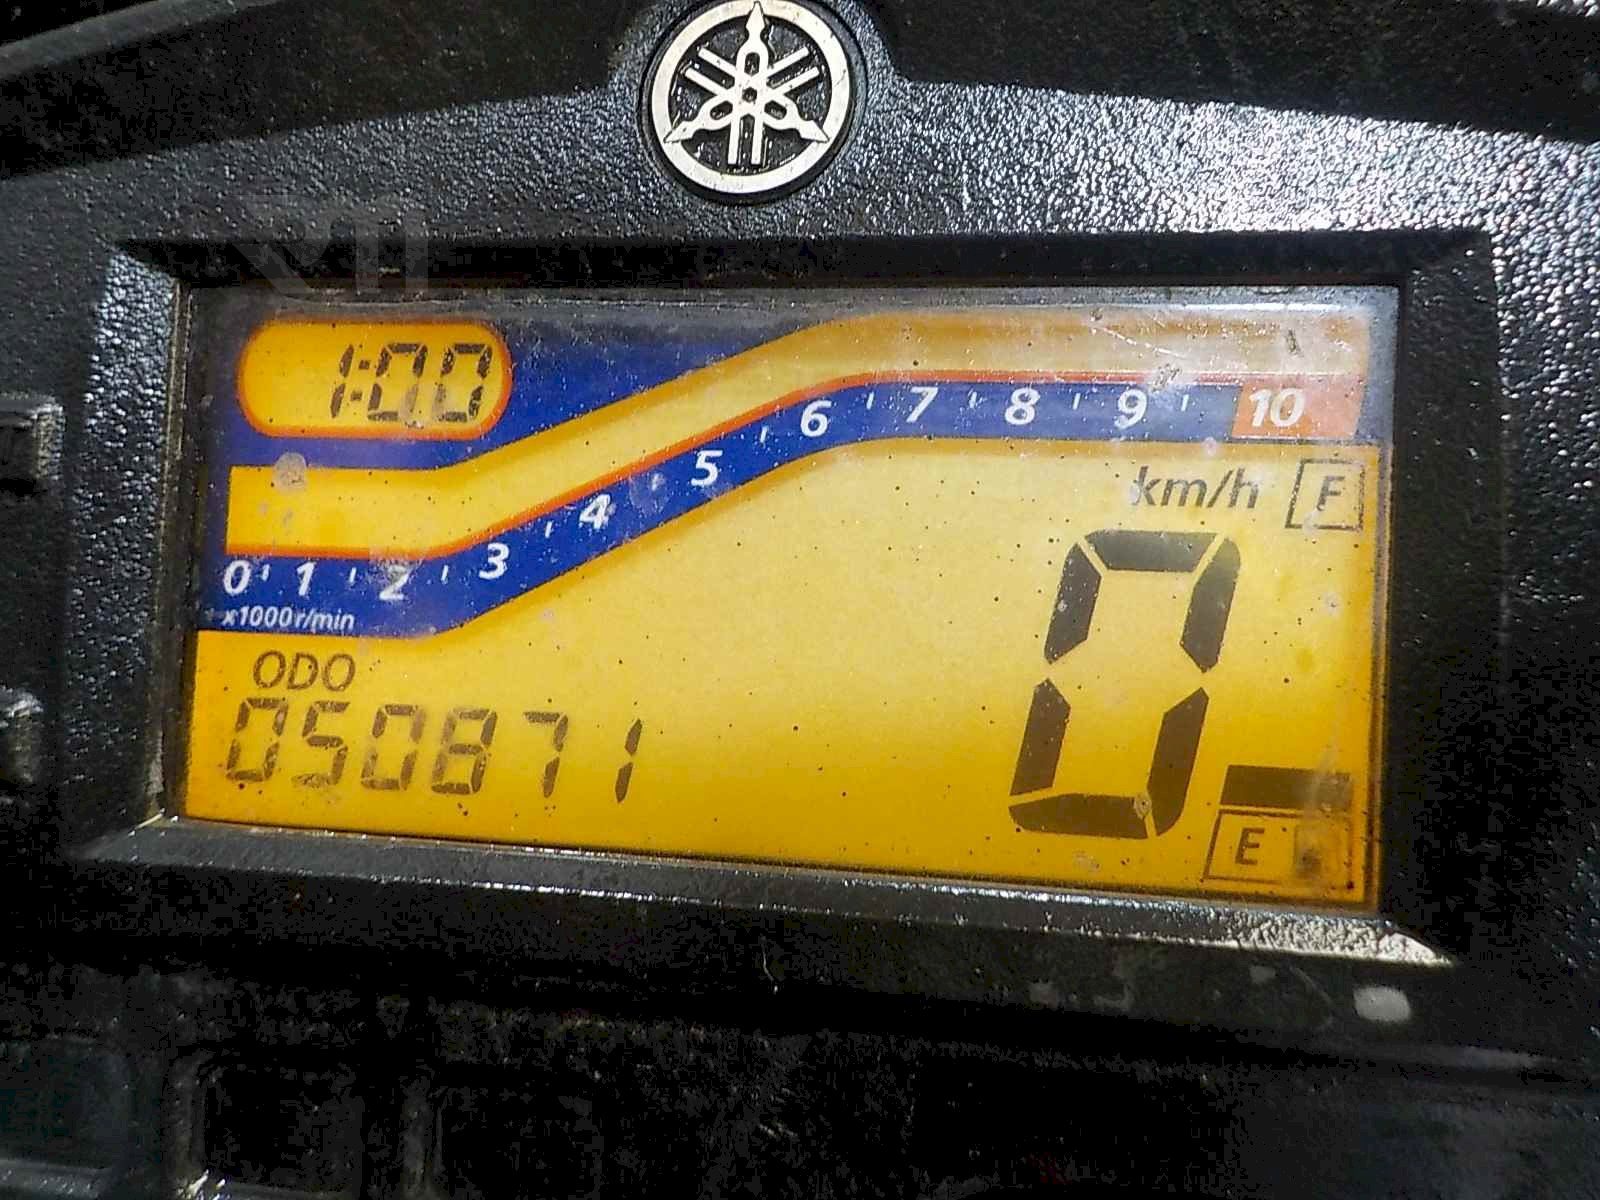 1:00
0 1 2 3 4 5 6 7 8 9 10
x1000r/min
km/h F
ODO
050871
0
E